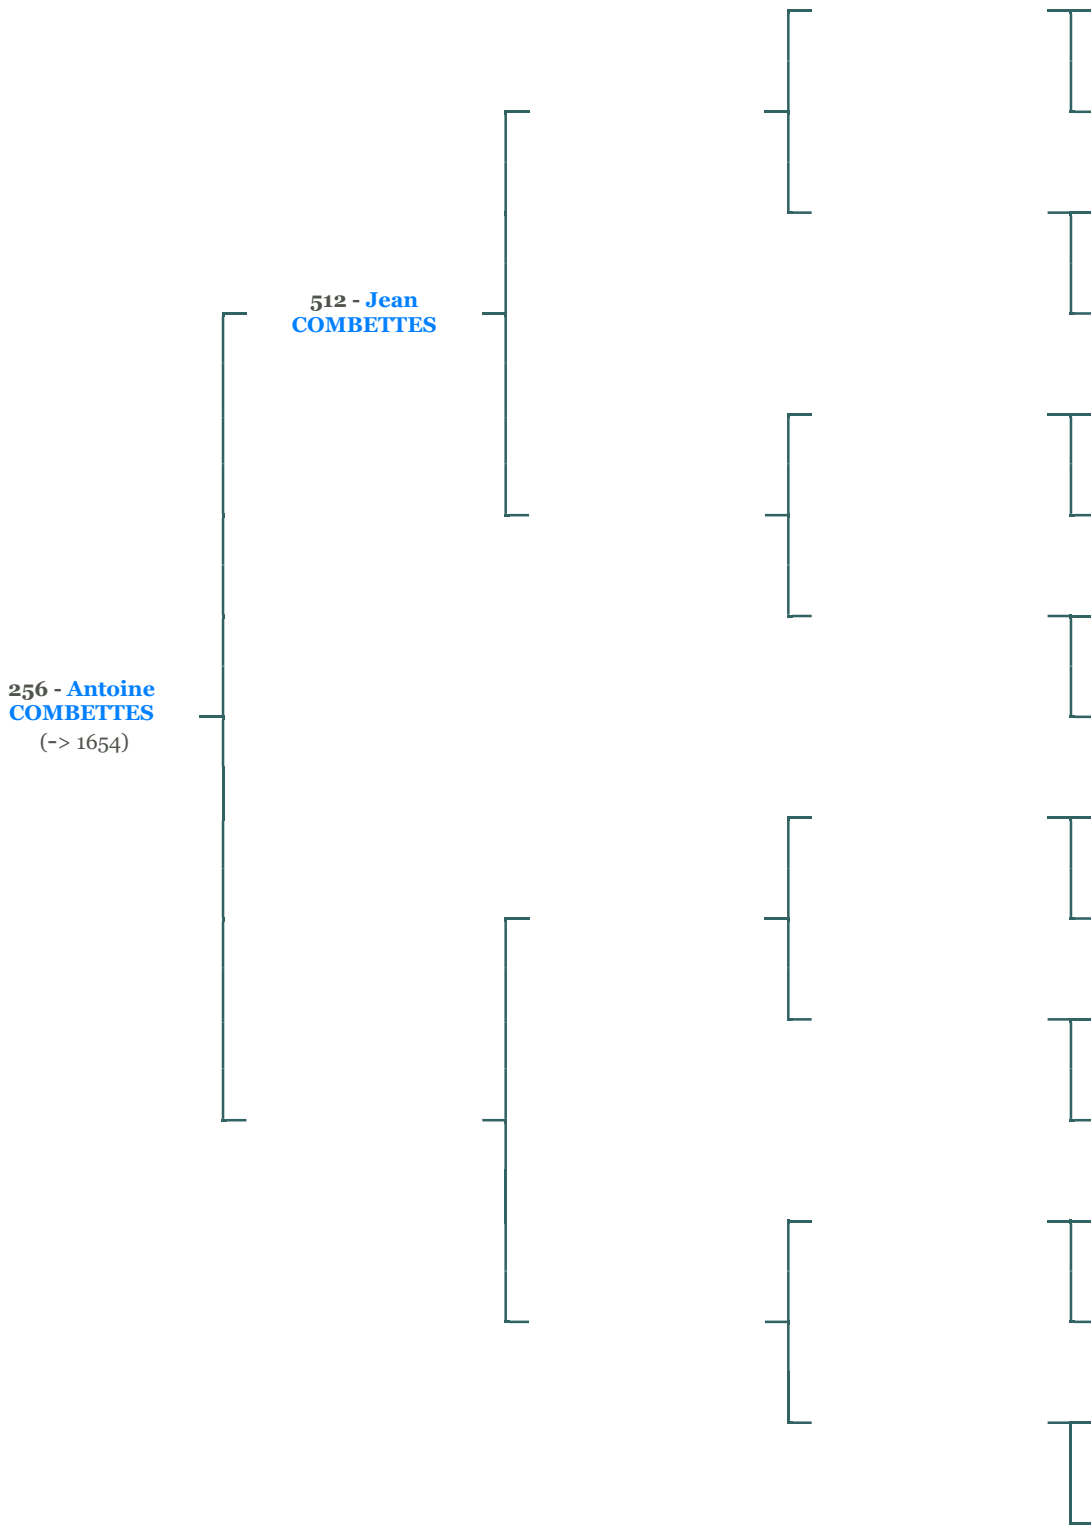 512 - Jean
COMBETTES
256 - Antoine
COMBETTES
(-> 1654)